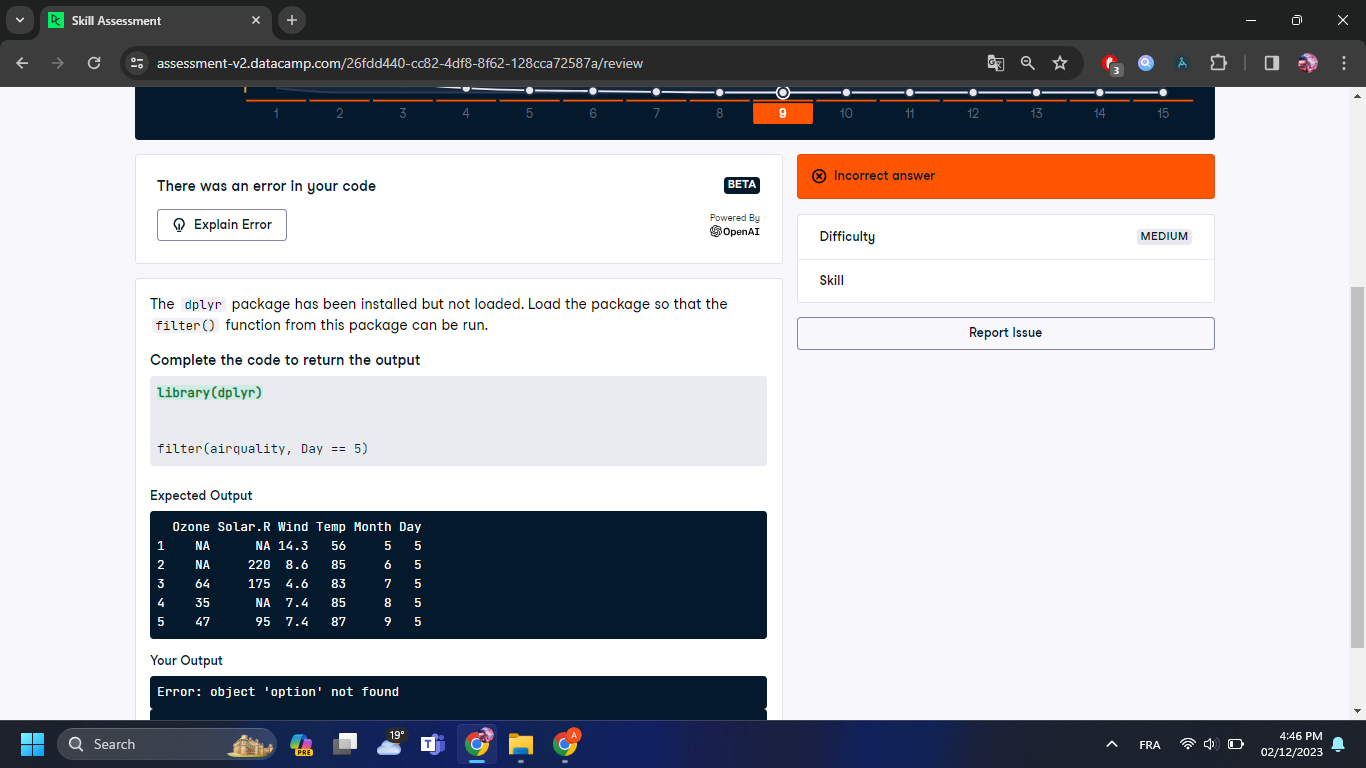 Skill Assessment
assessment-v2.datacamp.com/26fdd440-cc82-4df8-8f62-128cca72587a/review
3
1 2 3 4 5 6 7 8 9 10 11 12 13 14 15
There was an error in your code
BETA
Explain Error
Powered By
OpenAI
Incorrect answer
Difficulty
MEDIUM
Skill
Report Issue
The dplyr package has been installed but not loaded. Load the package so that the
filter() function from this package can be run.
Complete the code to return the output
library(dplyr)
filter(airquality, Day == 5)
Expected Output
  Ozone Solar.R Wind Temp Month Day
1    NA      NA 14.3   56     5   5
2    NA     220  8.6   85     6   5
3    64     175  4.6   83     7   5
4    35      NA  7.4   85     8   5
5    47      95  7.4   87     9   5
Your Output
Error: object 'option' not found
Search
PRE
19°
A
FRA
4:46 PM
02/12/2023